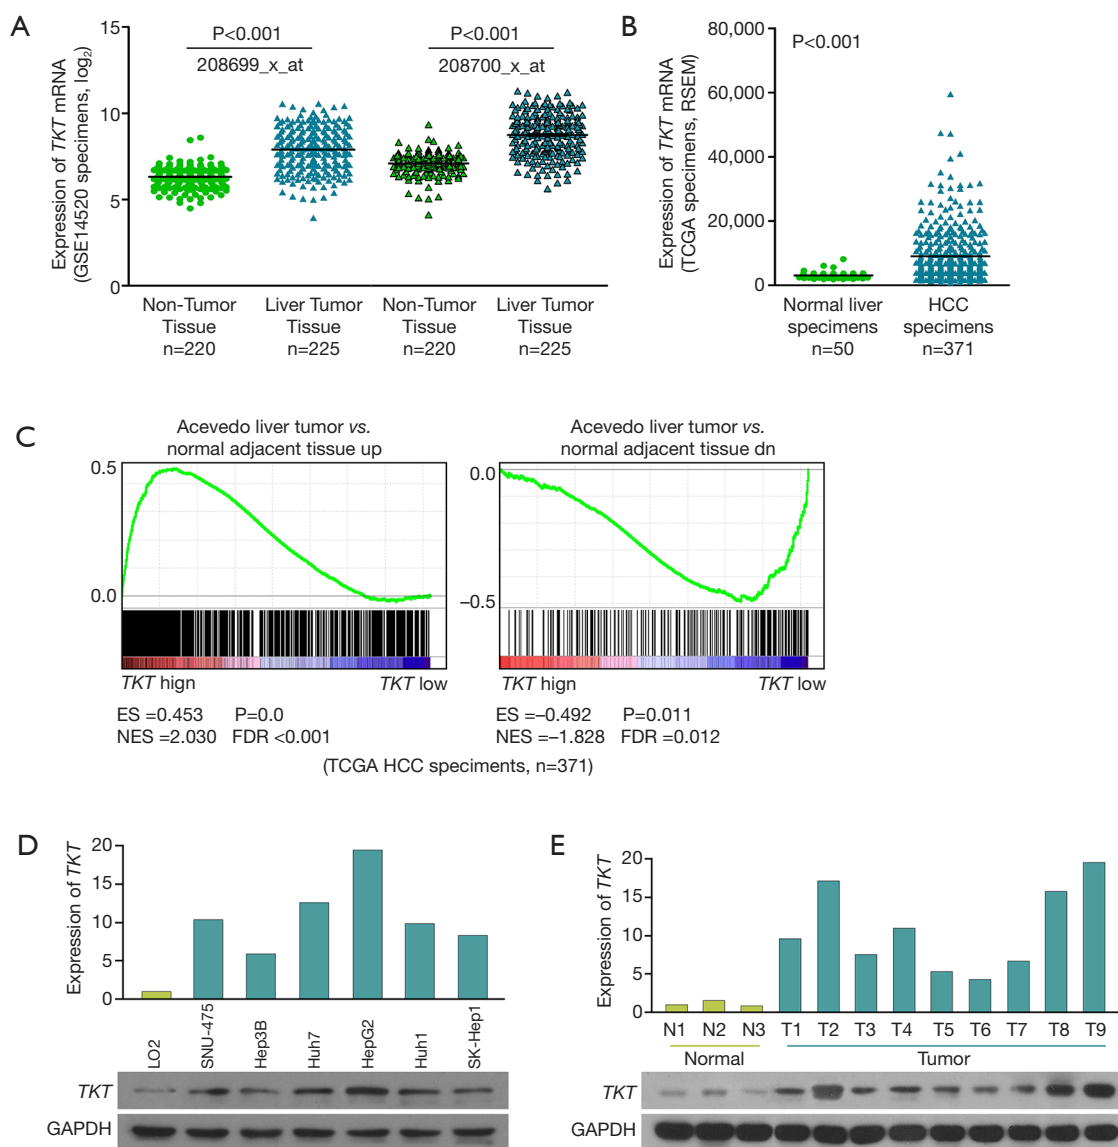 A
Expression of TKT mRNA
(GSE14520 specimens, log2)
15
10
5
0
P<0.001
208699_x_at
P<0.001
208700_x_at
Non-Tumor
Tissue
n=220
Liver Tumor
Tissue
n=225
Non-Tumor
Tissue
n=220
Liver Tumor
Tissue
n=225
B
Expression of TKT mRNA
(TCGA specimens, RSEM)
80,000
60,000
40,000
20,000
0
P<0.001
Normal liver
specimens
n=50
HCC
specimens
n=371
C
Acevedo liver tumor vs.
normal adjacent tissue up
0.5
0.0
TKT hign
TKT low
ES =0.453 P=0.0
NES =2.030 FDR <0.001
Acevedo liver tumor vs.
normal adjacent tissue dn
0.0
−0.5
TKT hign
TKT low
ES =−0.492 P=0.011
NES =−1.828 FDR =0.012
(TCGA HCC speciments, n=371)
D
Expression of TKT
20
15
10
5
0
LO2
SNU-475
Hep3B
Huh7
HepG2
Huh1
SK-Hep1
TKT
GAPDH
E
Expression of TKT
20
15
10
5
0
N1 N2 N3 T1 T2 T3 T4 T5 T6 T7 T8 T9
Normal Tumor
TKT
GAPDH